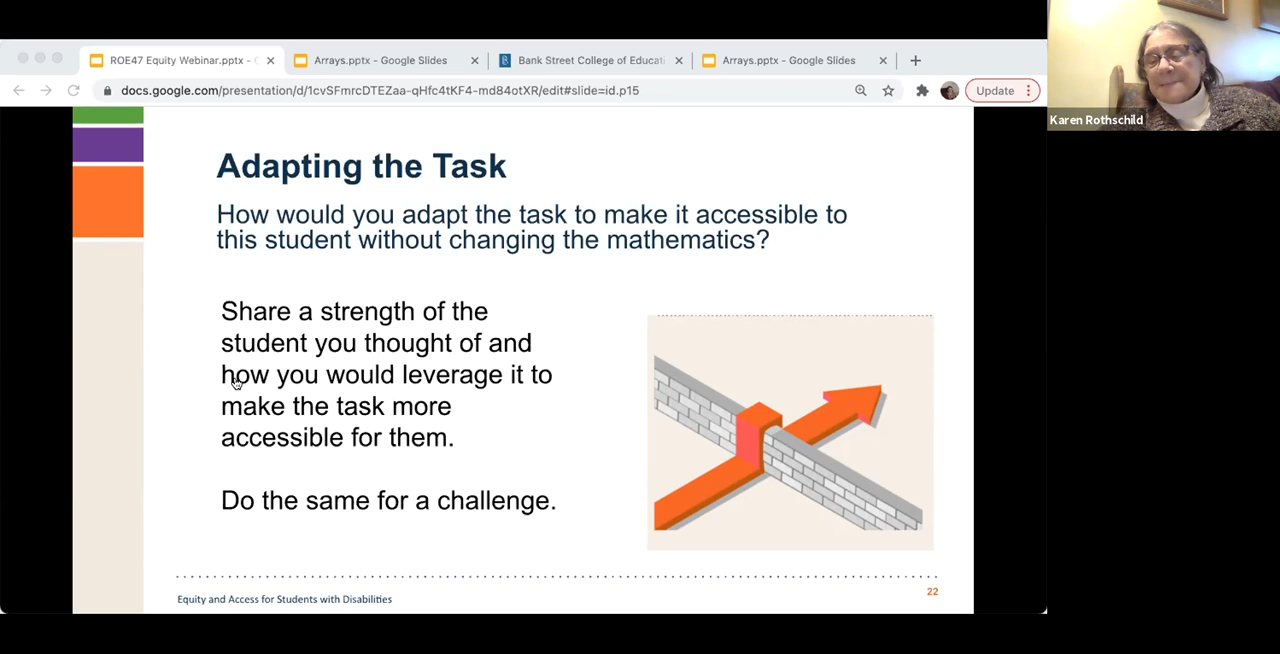 ROE47 Equity Webinar.pptx -
Arrays.pptx - Google Slides
Bank Street College of Educati
Arrays.pptx - Google Slides
docs.google.com/presentation/d/1cvSFmrcDTEZaa-qHfc4tKF4-md84otXR/edit#slide=id.p15
Update
Karen Rothschild
Adapting the Task
How would you adapt the task to make it accessible to
this student without changing the mathematics?
Share a strength of the
student you thought of and
how you would leverage it to
make the task more
accessible for them.
Do the same for a challenge.
Equity and Access for Students with Disabilities
22